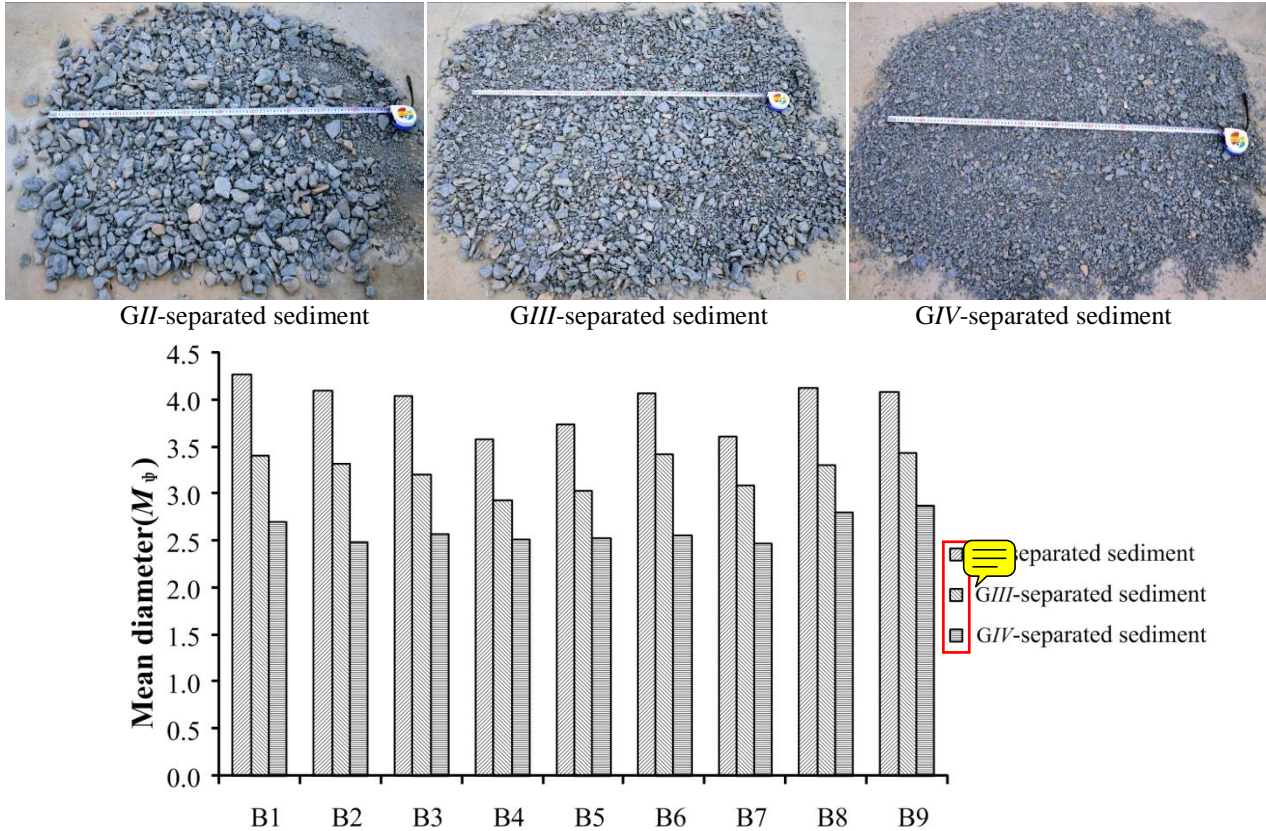 GII-separated sediment
GIII-separated sediment
GIV-separated sediment
Mean diameter(Mψ)
4.5
4.0
3.5
3.0
2.5
2.0
1.5
1.0
0.5
0.0
B1 B2 B3 B4 B5 B6 B7 B8 B9
separated sediment
GIII-separated sediment
GIV-separated sediment